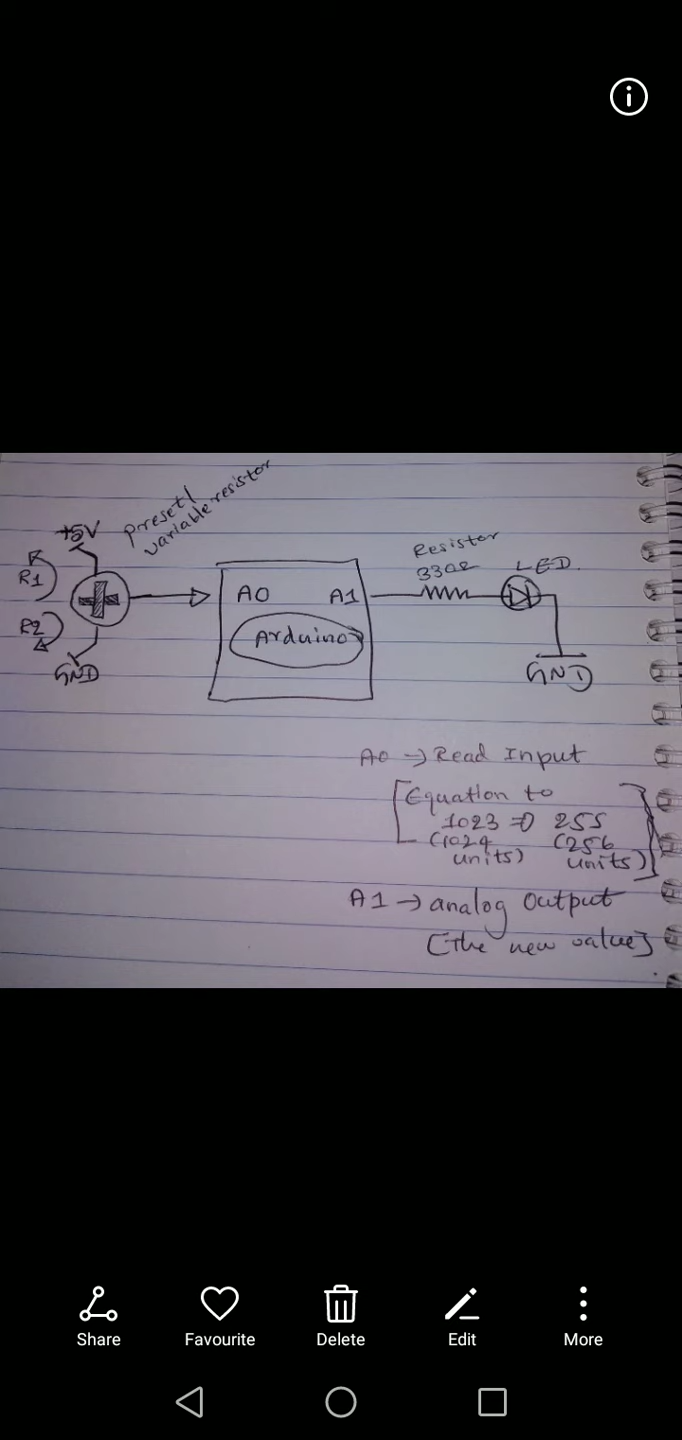 preset/
variable resistor
+5V
R1
R2
GND
A0
A1
Arduino
Resistor
330Ω
LED
GND
A0 → Read Input
[Equation to
1023 ⇒ 255
(1024 (256
units) units)]
A1 → analog output
[the new value]
Share
Favourite
Delete
Edit
More